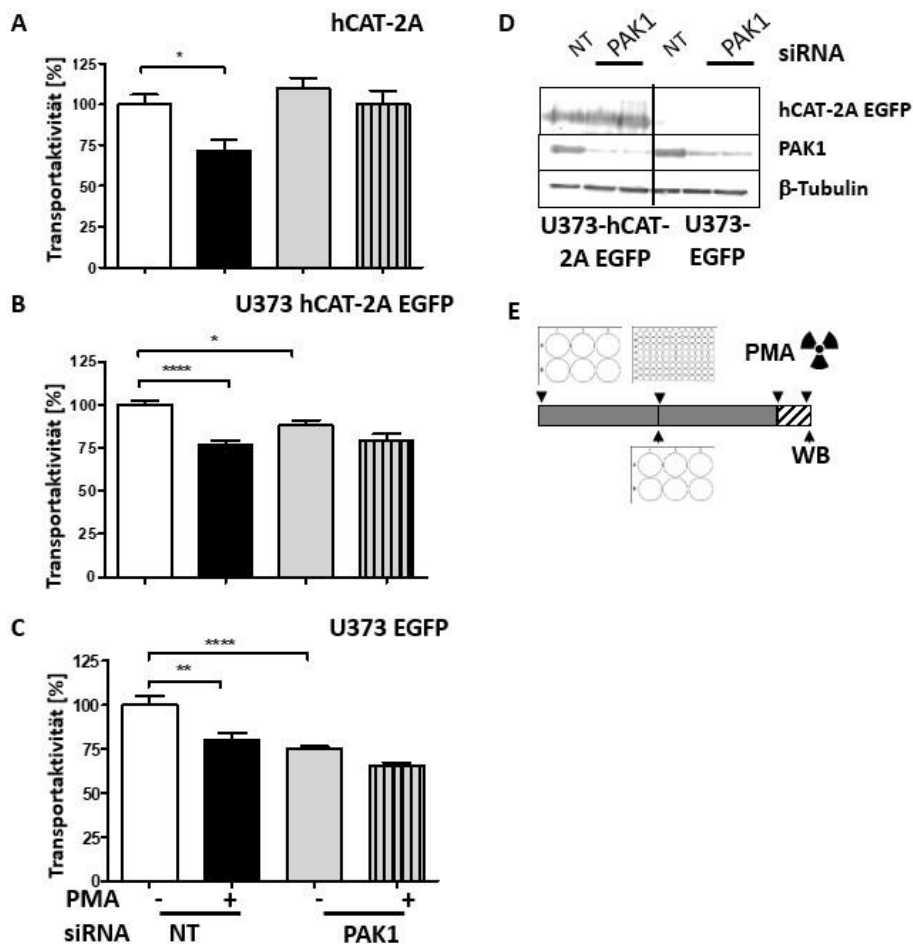 A
hCAT-2A
*
Transportaktivität [%]
125
100
75
50
25
0
B
U373 hCAT-2A EGFP
*
****
Transportaktivität [%]
125
100
75
50
25
0
C
U373 EGFP
****
**
Transportaktivität [%]
125
100
75
50
25
0
PMA - + - +
siRNA NT PAK1
D
NT PAK1 NT PAK1
siRNA
hCAT-2A EGFP
PAK1
β-Tubulin
U373-hCAT-
2A EGFP
U373-
EGFP
E
PMA
WB